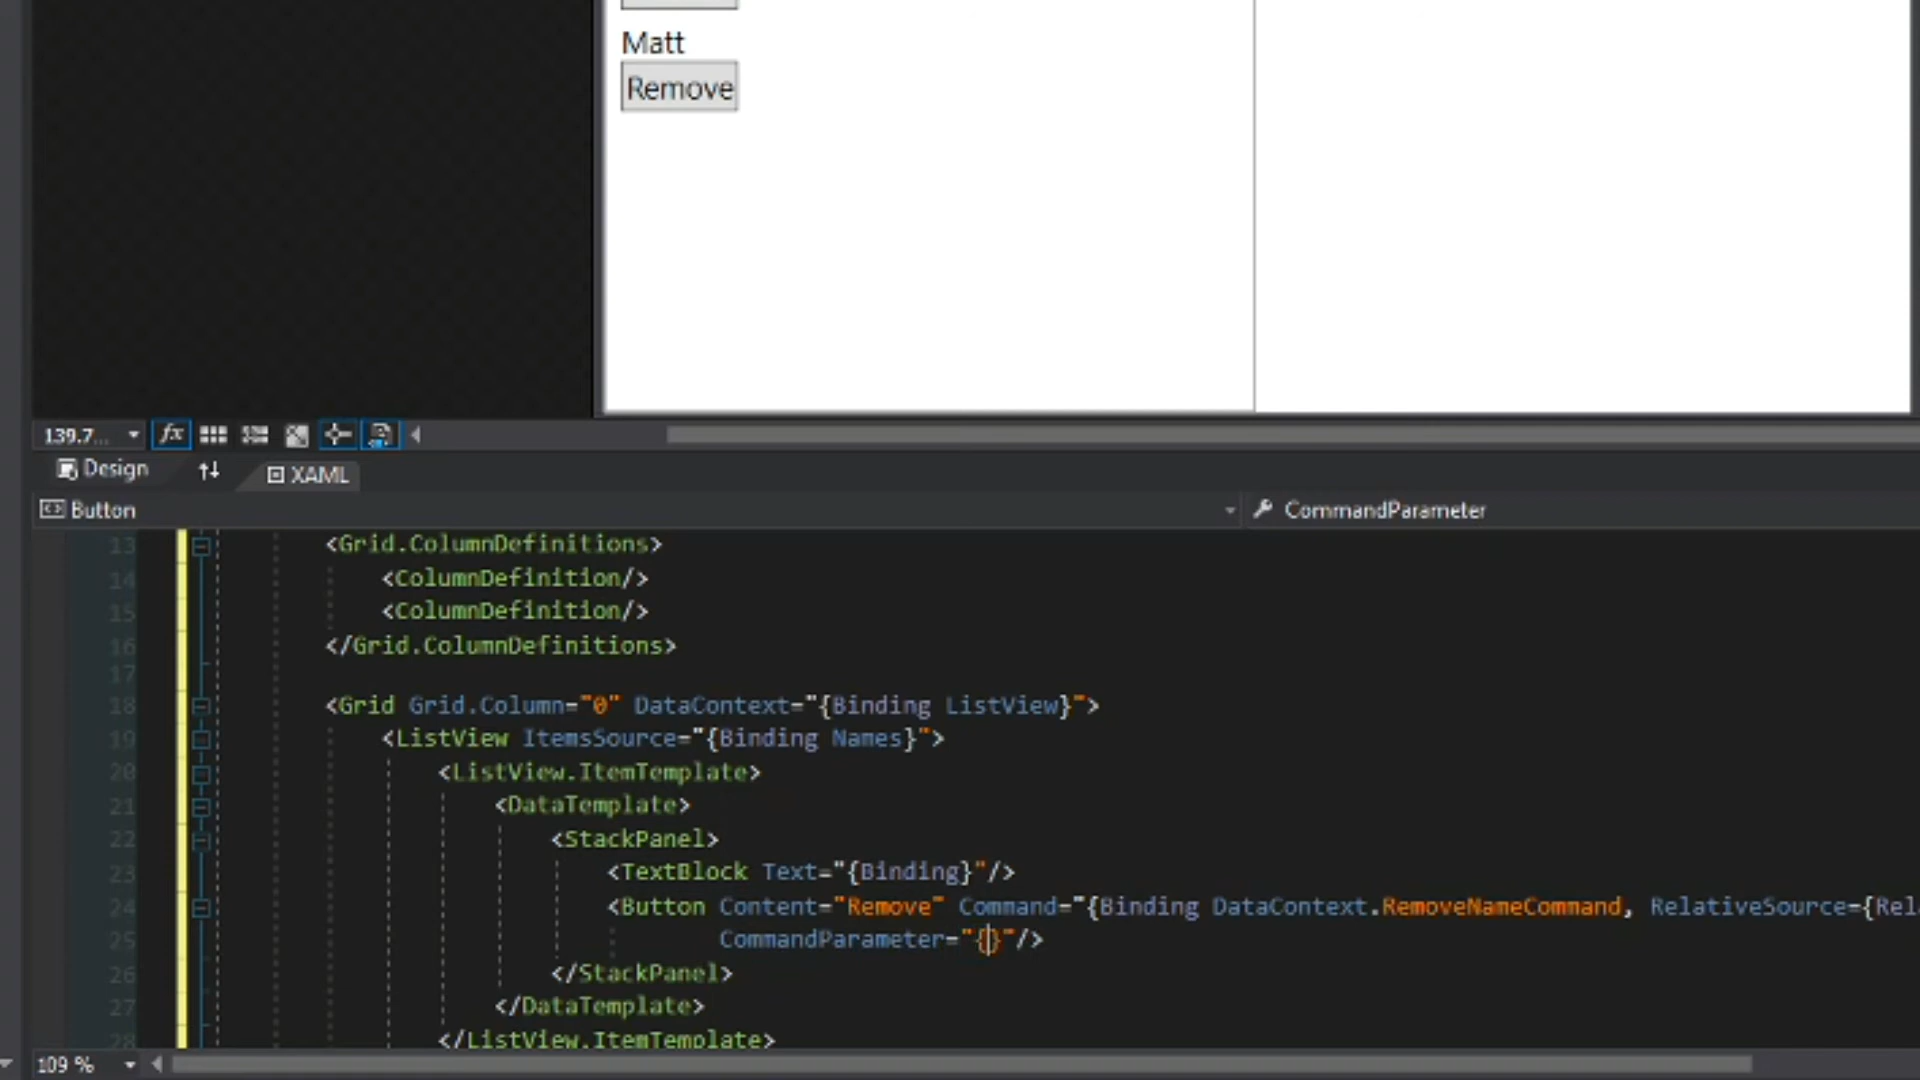 Matt
Remove
139.7...
fx
Design
XAML
Button
CommandParameter
13 <Grid.ColumnDefinitions>
14 <ColumnDefinition/>
15 <ColumnDefinition/>
16 </Grid.ColumnDefinitions>
17
18 <Grid Grid.Column="0" DataContext="{Binding ListView}">
19 <ListView ItemsSource="{Binding Names}">
20 <ListView.ItemTemplate>
21 <DataTemplate>
22 <StackPanel>
23 <TextBlock Text="{Binding}"/>
24 <Button Content="Remove" Command="{Binding DataContext.RemoveNameCommand, RelativeSource={Rel
25 CommandParameter="{}"/>
26 </StackPanel>
27 </DataTemplate>
28 </ListView.ItemTemplate>
109 %